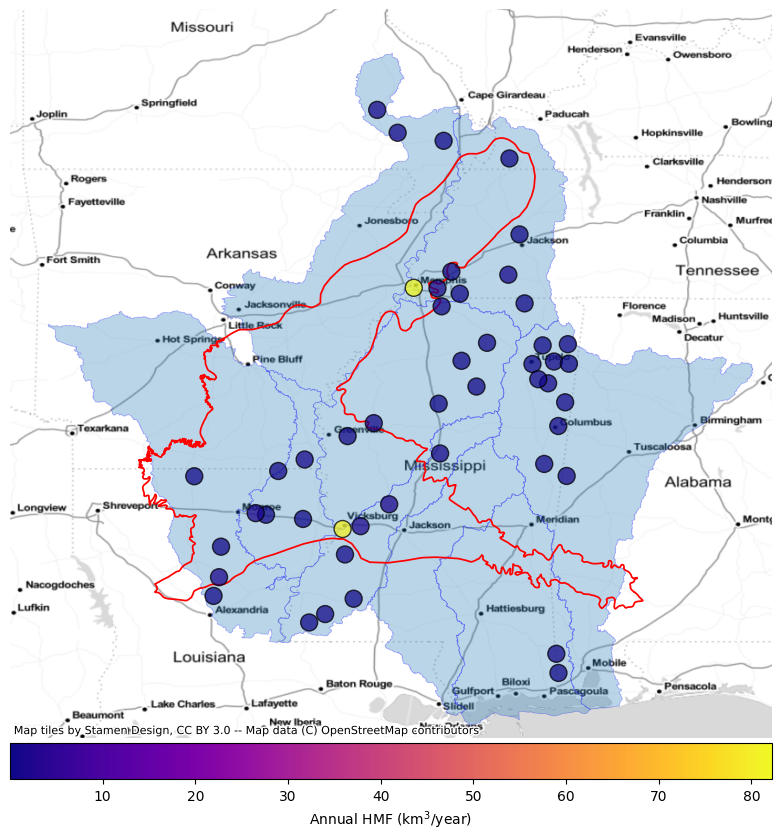 Missouri
Evansville
Henderson
Owensboro
Cape Girardeau
Springfield
Joplin
Paducah
Bowling
Hopkinsville
Clarksville
Rogers
Henderson
Fayetteville
Nashville
Franklin
Murfre
Jonesboro
e
Jackson
Columbia
Arkansas
Fort Smith
Tennessee
Conway
Memphis
Jacksonville
Florence
Huntsville
Madison
Little Rock
Decatur
Hot Springs
Pine Bluff
Tupelo
Texarkana
Greenville
Columbus
Birmingham
Tuscaloosa
Mississippi
Alabama
Longview
Shreveport
Monroe
Vicksburg
Jackson
Meridian
Montg
Nacogdoches
Lufkin
Alexandria
Hattiesburg
Louisiana
Mobile
Baton Rouge
Biloxi
Gulfport
Pascagoula
Pensacola
Lake Charles
Lafayette
Slidell
Beaumont
New Iberia
New Orleans
Map tiles by Stamen Design, CC BY 3.0 -- Map data (C) OpenStreetMap contributors
10 20 30 40 50 60 70 80
Annual HMF (km³/year)